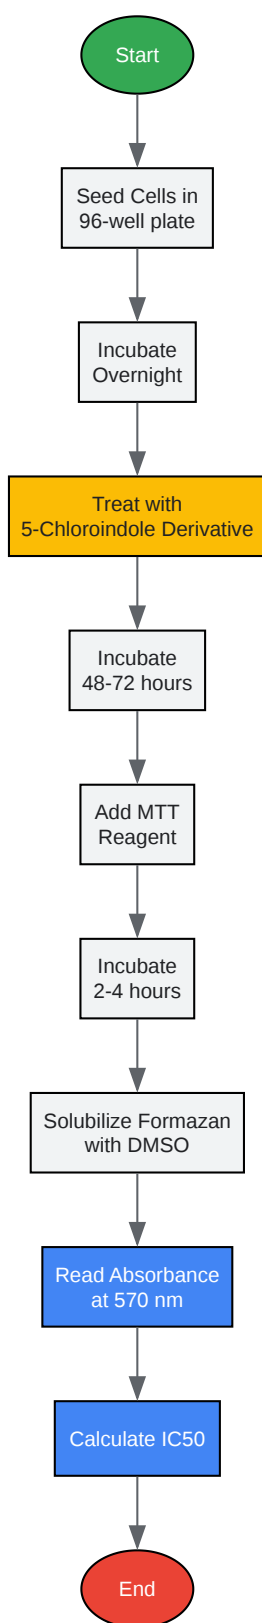 Start
Seed Cells in
96-well plate
Incubate
Overnight
Treat with
5-Chloroindole Derivative
Incubate
48-72 hours
Add MTT
Reagent
Incubate
2-4 hours
Solubilize Formazan
with DMSO
Read Absorbance
at 570 nm
Calculate IC50
End